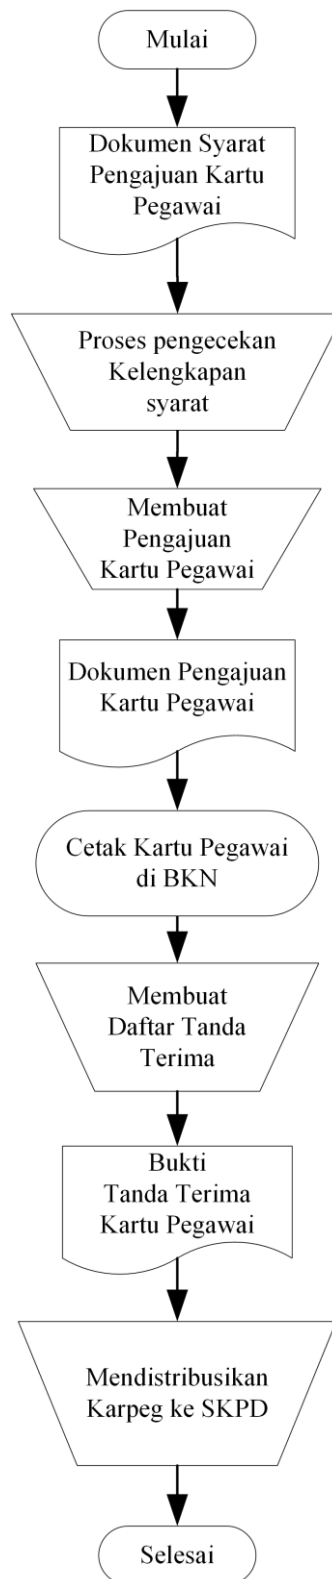 Mulai
Dokumen Syarat
Pengajuan Kartu
Pegawai
Proses pengecekan
Kelengkapan
syarat
Membuat
Pengajuan
Kartu Pegawai
Dokumen Pengajuan
Kartu Pegawai
Cetak Kartu Pegawai
di BKN
Membuat
Daftar Tanda
Terima
Bukti
Tanda Terima
Kartu Pegawai
Mendistribusikan
Karpeg ke SKPD
Selesai